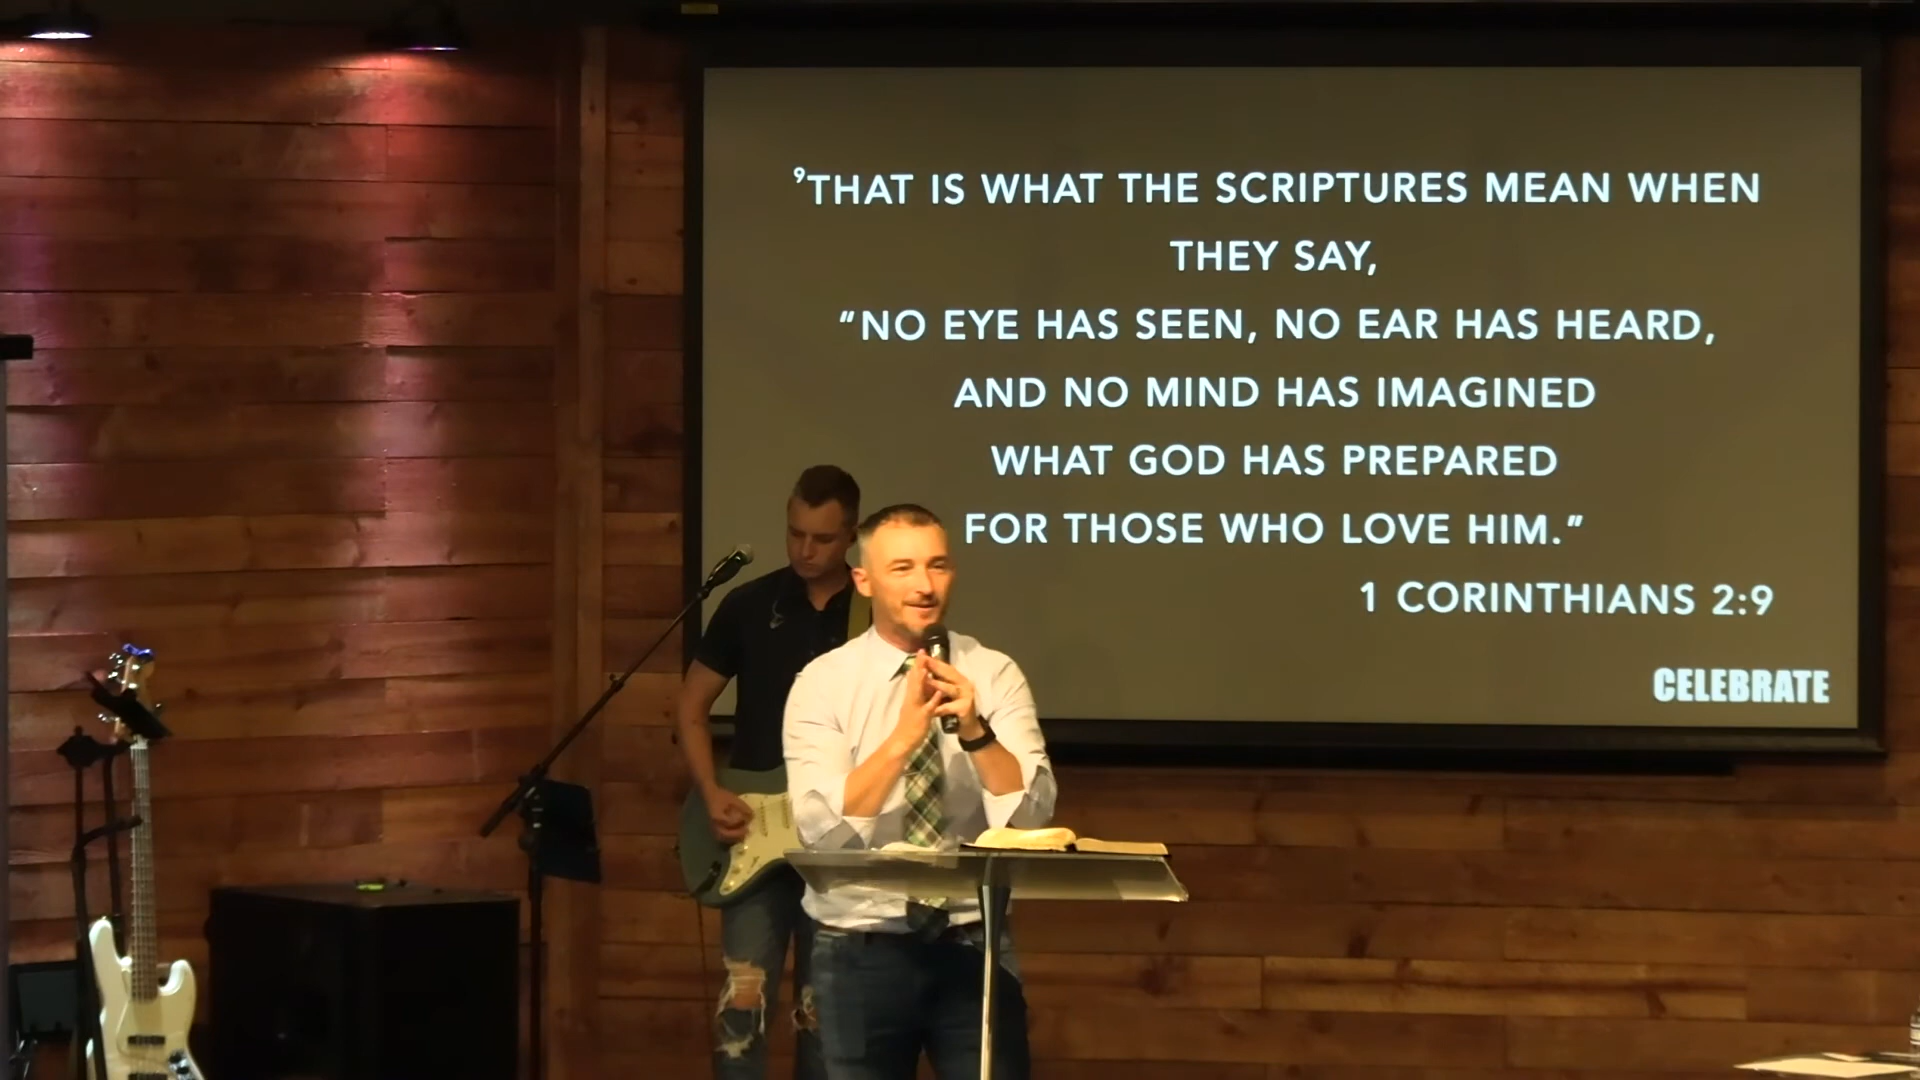 ⁹THAT IS WHAT THE SCRIPTURES MEAN WHEN
THEY SAY,
“NO EYE HAS SEEN, NO EAR HAS HEARD,
AND NO MIND HAS IMAGINED
WHAT GOD HAS PREPARED
FOR THOSE WHO LOVE HIM.”
1 CORINTHIANS 2:9
CELEBRATE